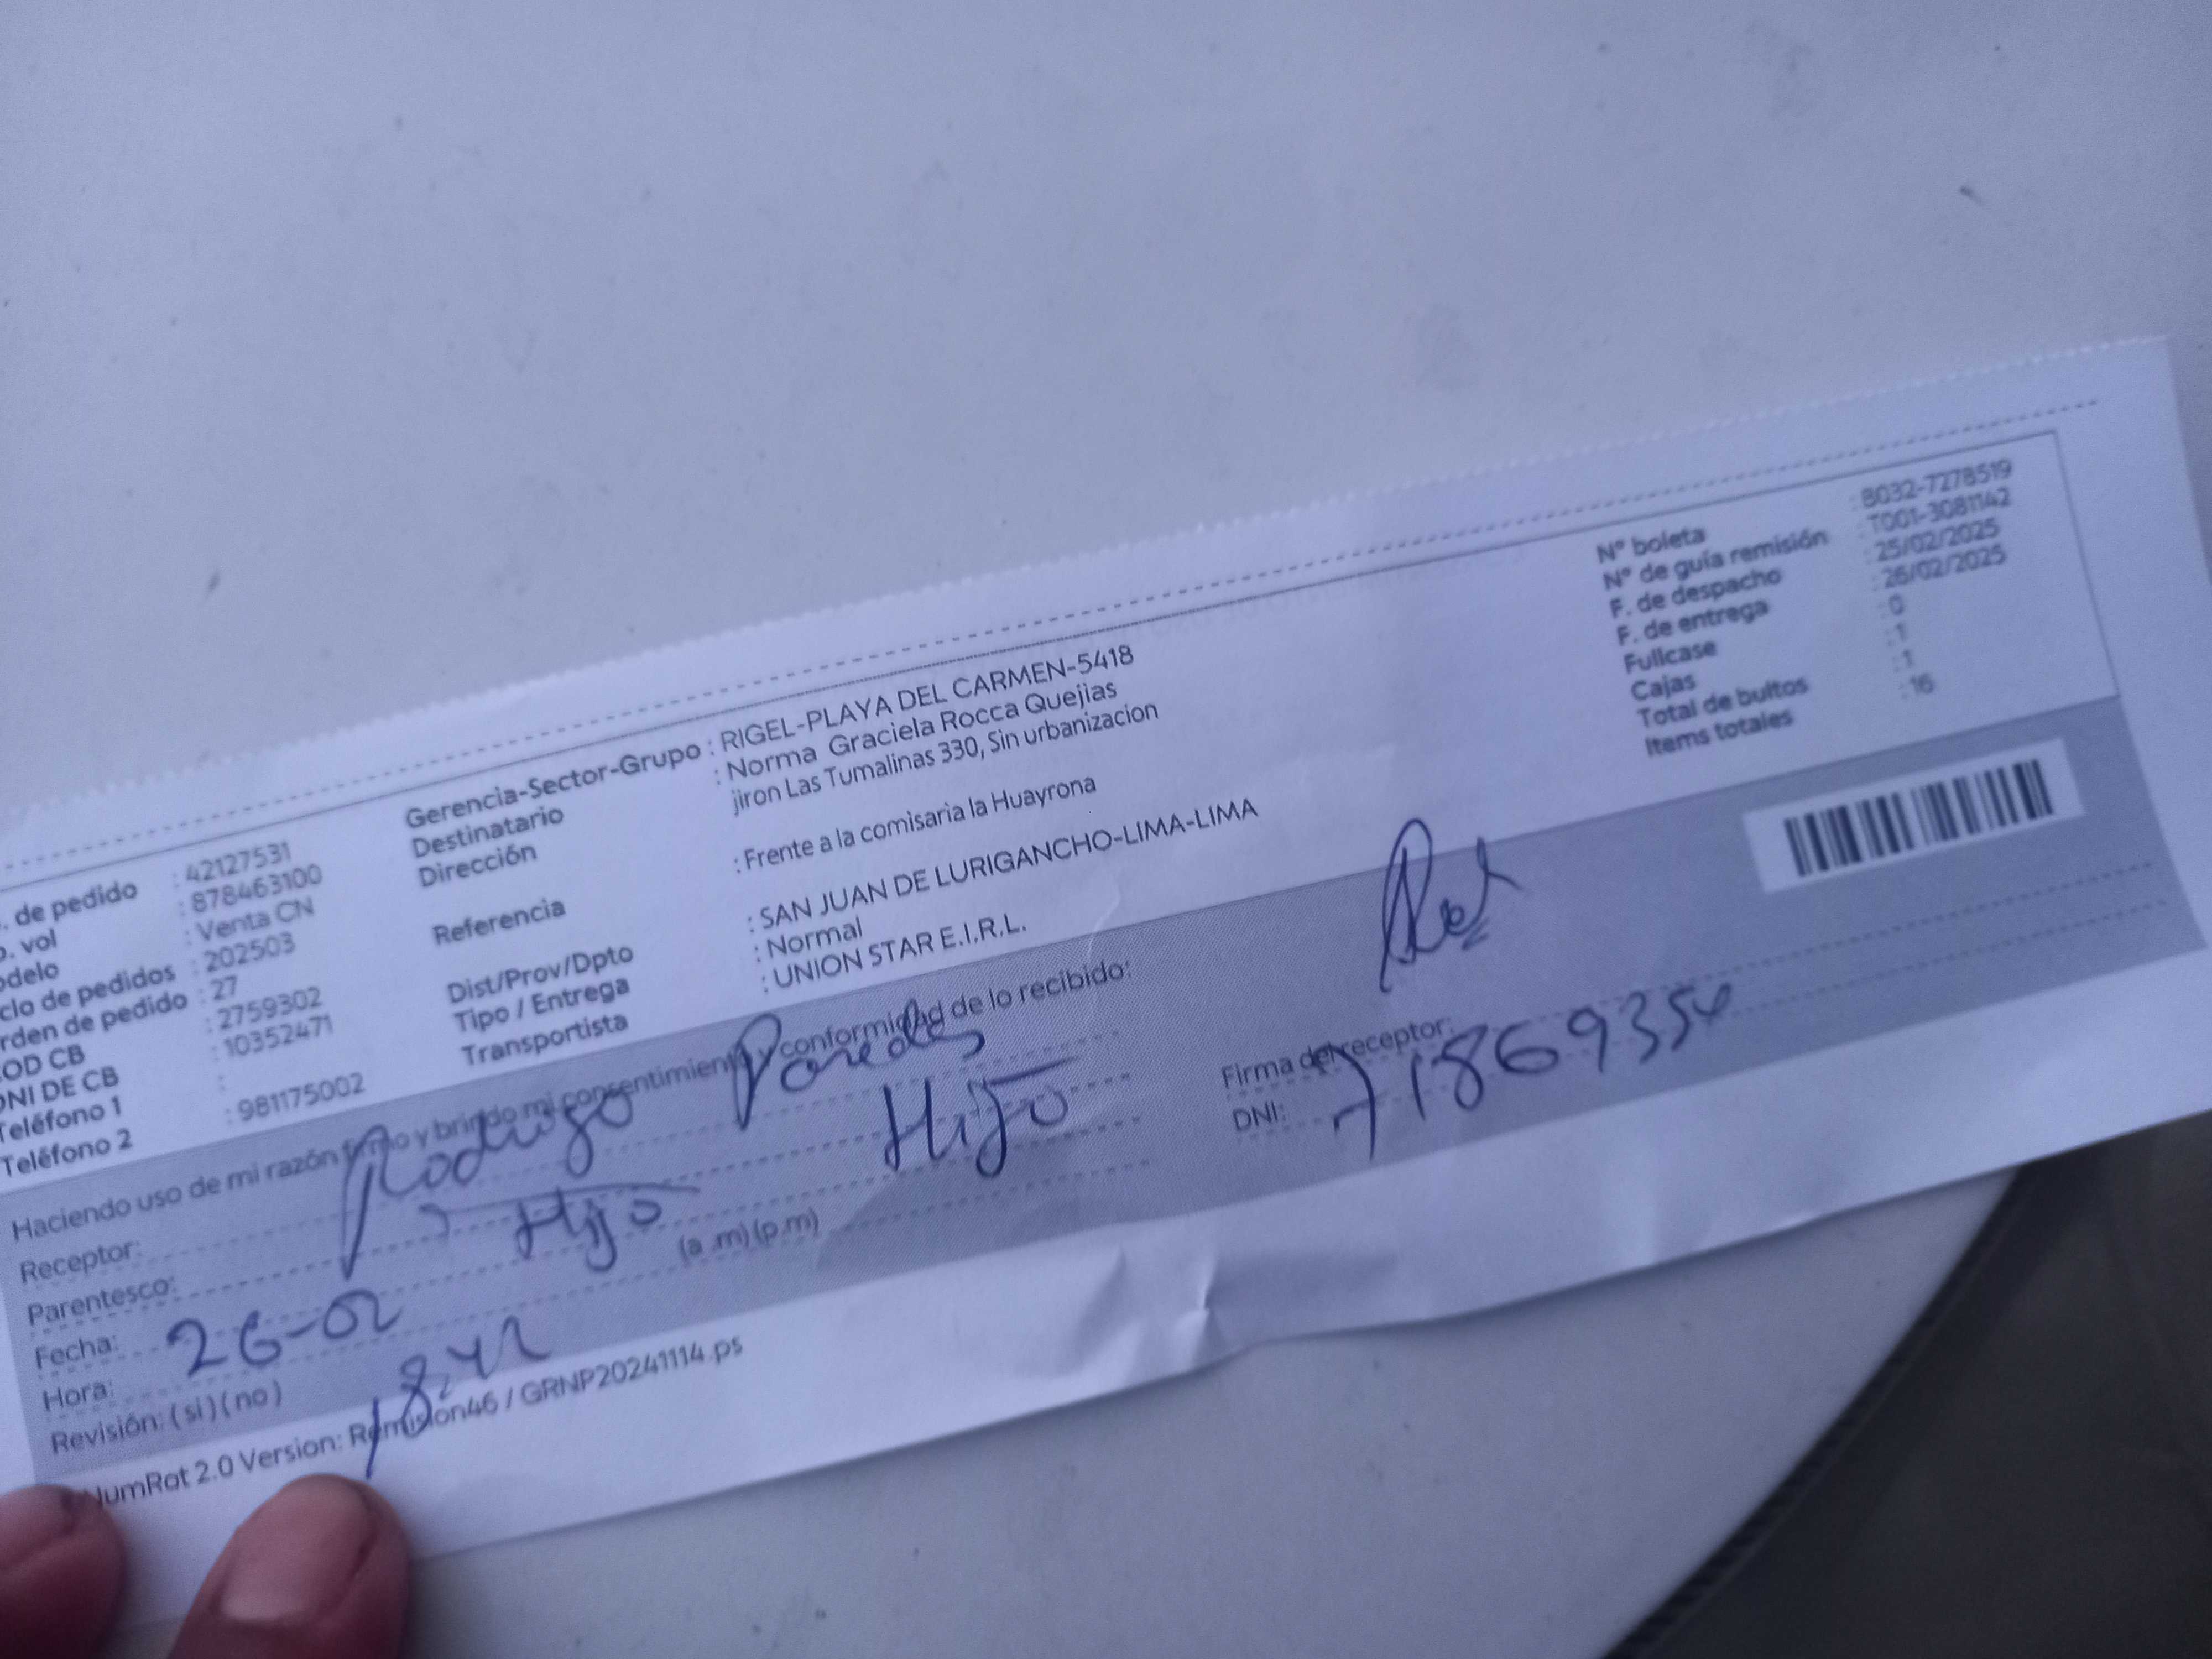 . de pedido : 42127531
. vol : 878463100
odelo : Venta CN
clo de pedidos : 202503
rden de pedido : 27
OD CB : 2759302
DNI DE CB : 10352471
Teléfono 1 :
Teléfono 2 : 981175002
Gerencia-Sector-Grupo : RIGEL-PLAYA DEL CARMEN-5418
Destinatario : Norma Graciela Rocca Quejias
Dirección jiron Las Tumalinas 330, Sin urbanizacion
Referencia : Frente a la comisaria la Huayrona
Dist/Prov/Dpto : SAN JUAN DE LURIGANCHO-LIMA-LIMA
Tipo / Entrega : Normal
Transportista : UNION STAR E.I.R.L.
N° boleta : B032-7278519
N° de guía remisión : T001-3081142
F. de despacho : 25/02/2025
F. de entrega : 26/02/2025
Fullcase : 0
Cajas : 1
Total de bultos : 1
Items totales : 16
Haciendo uso de mi razón firmo y brindo mi consentimiento y conformidad de lo recibido:
Receptor: Rodrigo Paredes
Parentesco: Hijo Hijo
Fecha: 26-02
Hora: 18:42 (a .m) (p.m)
Revisión: ( si ) ( no )
Firma del receptor:
DNI: 71869354
NumRot 2.0 Version: Remision46 / GRNP20241114.ps